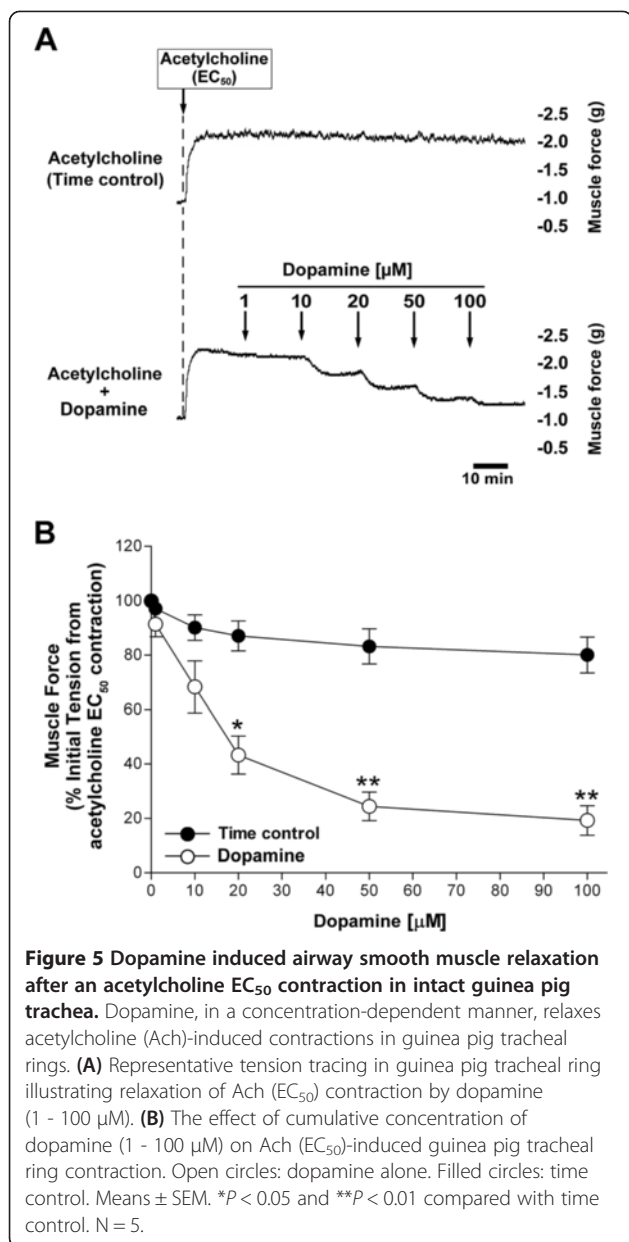 A
Acetylcholine
(EC50)
Acetylcholine
(Time control)
-2.5
-2.0
-1.5
-1.0
-0.5
Muscle force (g)
Dopamine [µM]
1 10 20 50 100
Acetylcholine
+
Dopamine
-2.5
-2.0
-1.5
-1.0
-0.5
Muscle force (g)
10 min
B
Muscle Force
(% Initial Tension from
acetylcholine EC50 contraction)
120
100
80
60
40
20
0
*
**
**
Time control
Dopamine
0 10 20 30 40 50 60 70 80 90 100
Dopamine [µM]
Figure 5 Dopamine induced airway smooth muscle relaxation
after an acetylcholine EC50 contraction in intact guinea pig
trachea. Dopamine, in a concentration-dependent manner, relaxes
acetylcholine (Ach)-induced contractions in guinea pig tracheal
rings. (A) Representative tension tracing in guinea pig tracheal ring
illustrating relaxation of Ach (EC50) contraction by dopamine
(1 - 100 µM). (B) The effect of cumulative concentration of
dopamine (1 - 100 µM) on Ach (EC50)-induced guinea pig tracheal
ring contraction. Open circles: dopamine alone. Filled circles: time
control. Means ± SEM. *P < 0.05 and **P < 0.01 compared with time
control. N = 5.